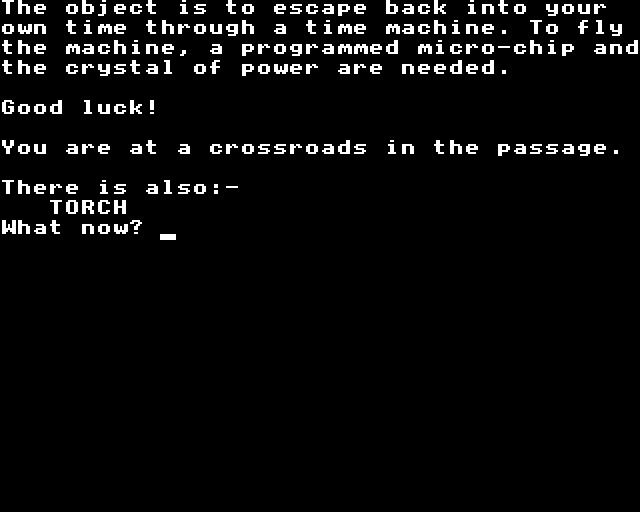 The object is to escape back into your
own time through a time machine. To fly
the machine, a programmed micro-chip and
the crystal of power are needed.
Good luck!
You are at a crossroads in the passage.
There is also:-
TORCH
What now? _